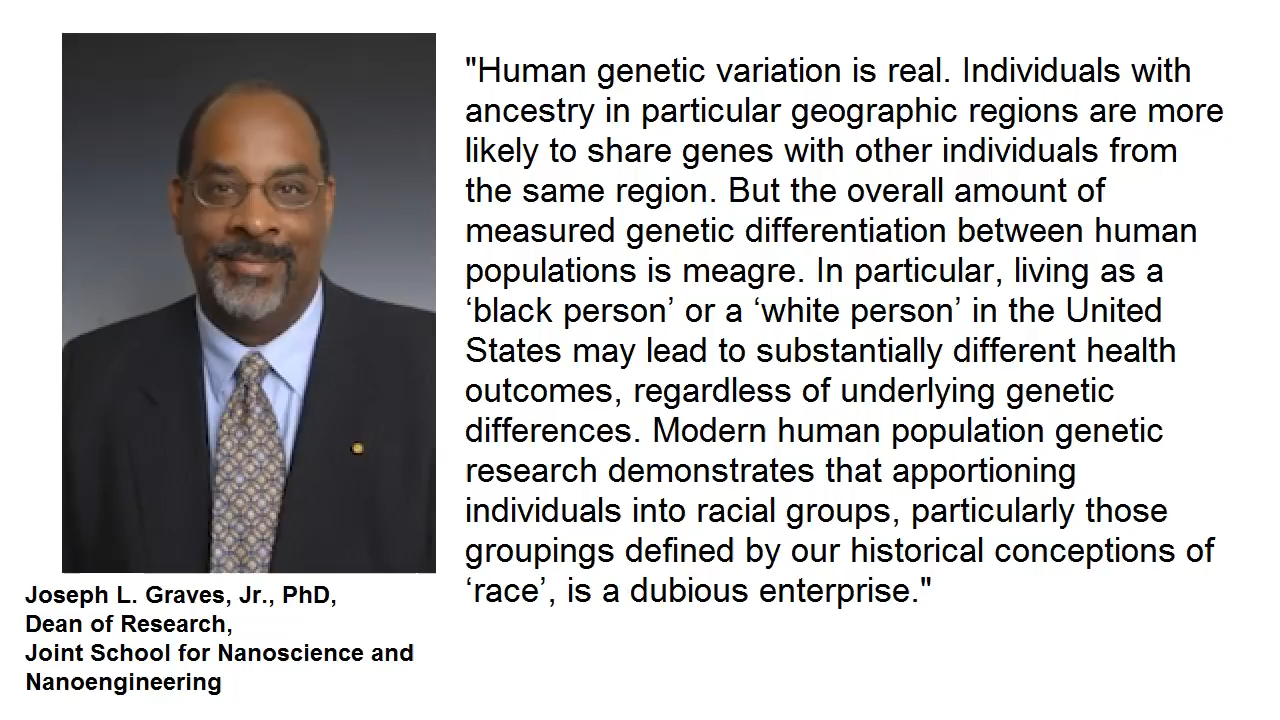 "Human genetic variation is real. Individuals with
ancestry in particular geographic regions are more
likely to share genes with other individuals from
the same region. But the overall amount of
measured genetic differentiation between human
populations is meagre. In particular, living as a
‘black person’ or a ‘white person’ in the United
States may lead to substantially different health
outcomes, regardless of underlying genetic
differences. Modern human population genetic
research demonstrates that apportioning
individuals into racial groups, particularly those
groupings defined by our historical conceptions of
‘race’, is a dubious enterprise."
Joseph L. Graves, Jr., PhD,
Dean of Research,
Joint School for Nanoscience and
Nanoengineering